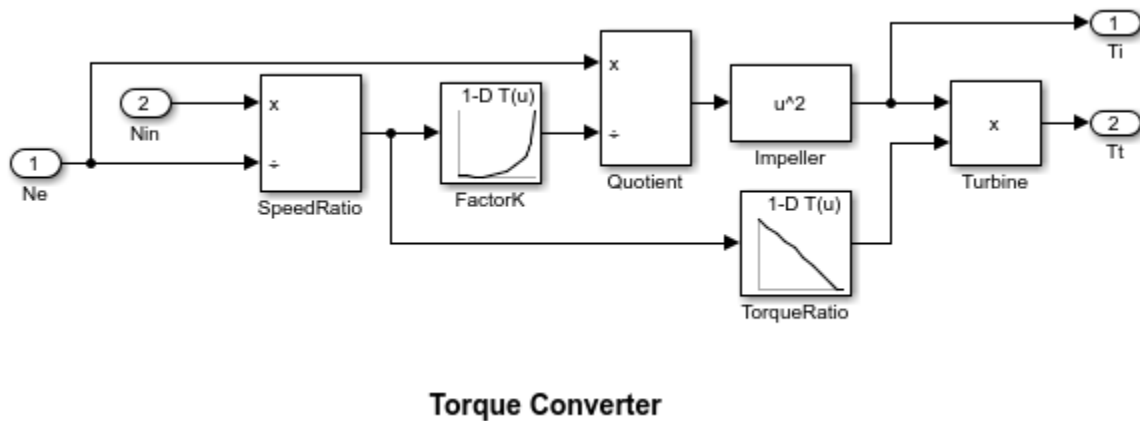 1
Ne
2
Nin
x
÷
SpeedRatio
1-D T(u)
FactorK
x
÷
Quotient
u^2
Impeller
1-D T(u)
TorqueRatio
x
Turbine
1
Ti
2
Tt
Torque Converter